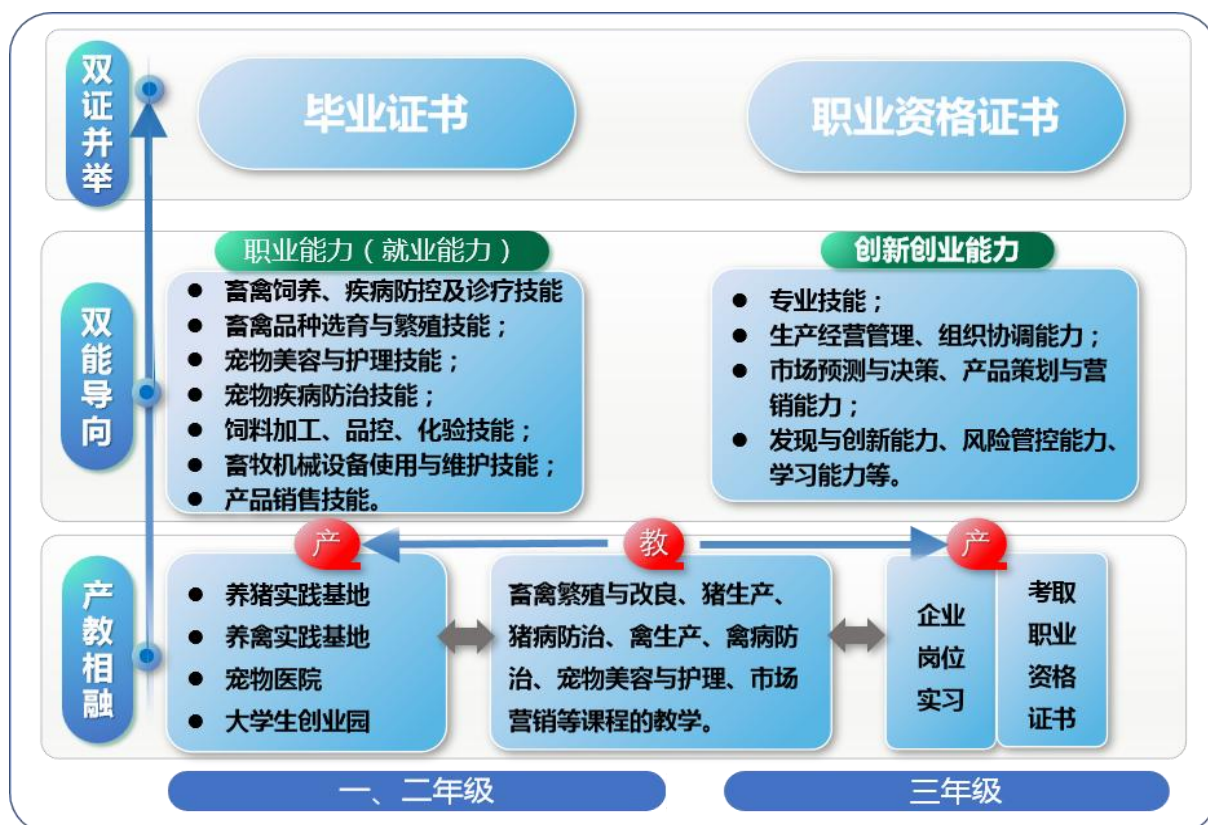 双证并举
毕业证书
职业资格证书
双能导向
职业能力（就业能力）
● 畜禽饲养、疾病防控及诊疗技能
● 畜禽品种选育与繁殖技能；
● 宠物美容与护理技能；
● 宠物疾病防治技能；
● 饲料加工、品控、化验技能；
● 畜牧机械设备使用与维护技能；
● 产品销售技能。
创新创业能力
● 专业技能；
● 生产经营管理、组织协调能力；
● 市场预测与决策、产品策划与营
销能力；
● 发现与创新能力、风险管控能力、
学习能力等。
产教相融
产
教
产
● 养猪实践基地
● 养禽实践基地
● 宠物医院
● 大学生创业园
畜禽繁殖与改良、猪生产、
猪病防治、禽生产、禽病防
治、宠物美容与护理、市场
营销等课程的教学。
企业
岗位
实习
考取
职业
资格
证书
一、二年级
三年级